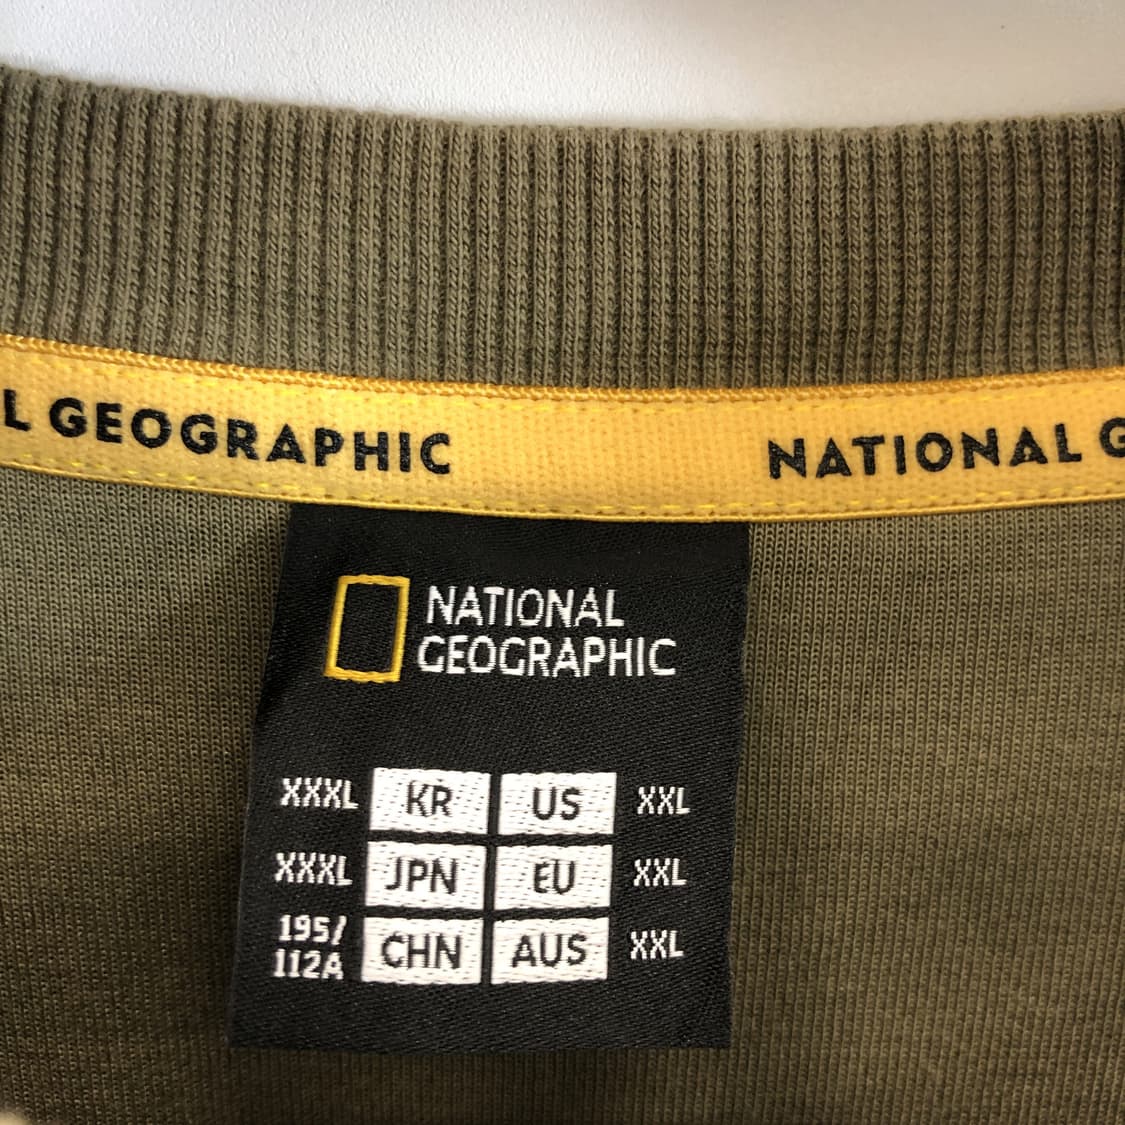 L GEOGRAPHIC NATIONAL G
NATIONAL
GEOGRAPHIC
XXXL KR US XXL
XXXL JPN EU XXL
195/
112A CHN AUS XXL